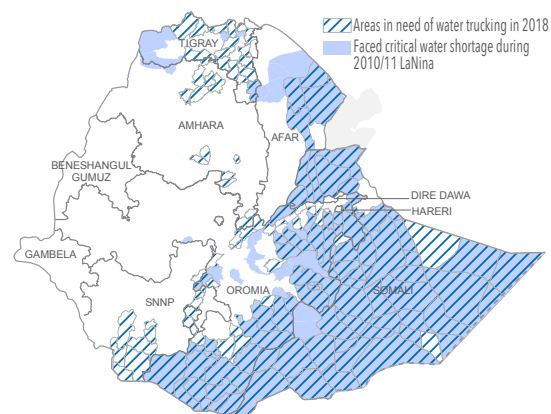 Areas in need of water trucking in 2018
Faced critical water shortage during
2010/11 LaNina
TIGRAY
AMHARA
AFAR
BENESHANGUL
GUMUZ
DIRE DAWA
HARERI
GAMBELA
SNNP
OROMIA
SOMALI